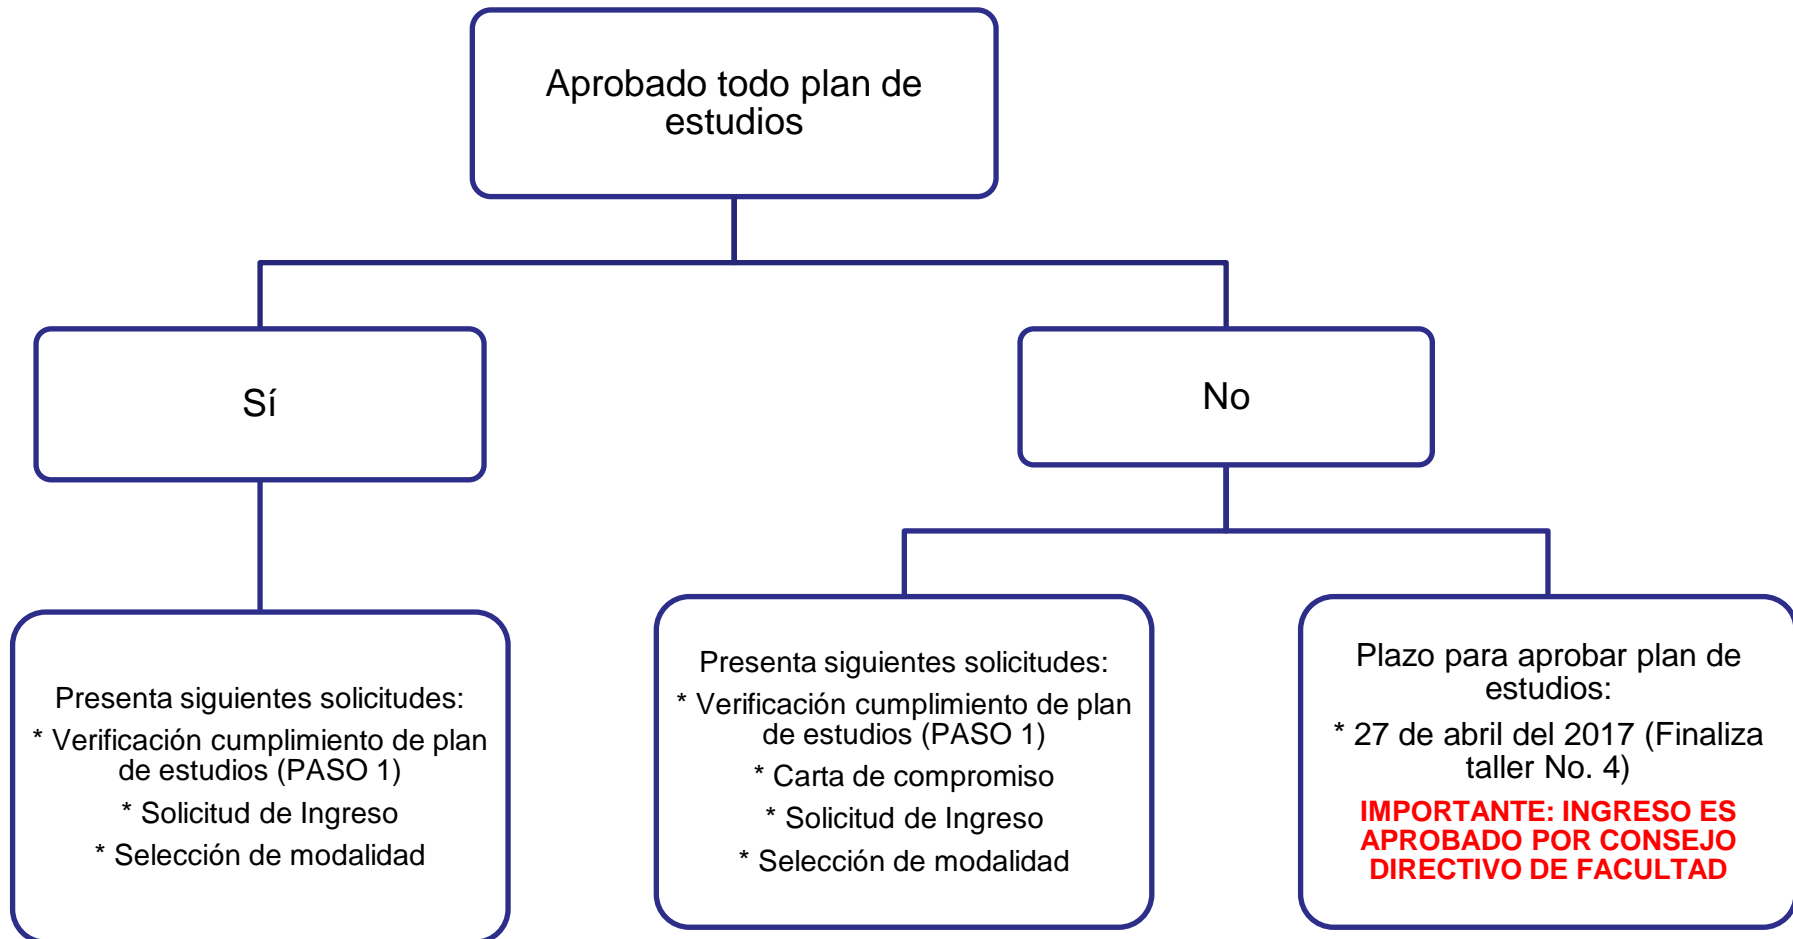 Aprobado todo plan de
estudios
Sí
No
Presenta siguientes solicitudes:
* Verificación cumplimiento de plan
de estudios (PASO 1)
* Solicitud de Ingreso
* Selección de modalidad
Presenta siguientes solicitudes:
* Verificación cumplimiento de plan
de estudios (PASO 1)
* Carta de compromiso
* Solicitud de Ingreso
* Selección de modalidad
Plazo para aprobar plan de
estudios:
* 27 de abril del 2017 (Finaliza
taller No. 4)
IMPORTANTE: INGRESO ES
APROBADO POR CONSEJO
DIRECTIVO DE FACULTAD